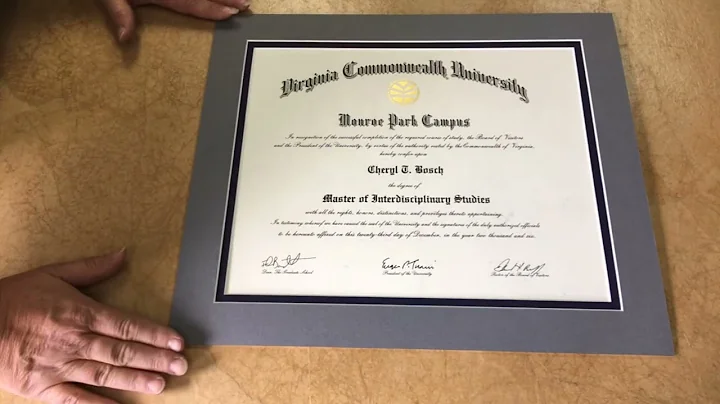 Virginia Commonwealth University
Monroe Park Campus
In recognition of the successful completion of the required course of study, the Board of Visitors
and the President of the University, by virtue of the authority vested by the Commonwealth of Virginia,
hereby confer upon
Cheryl T. Bosch
the degree of
Master of Interdisciplinary Studies
with all the rights, honors, distinctions, and privileges thereto appertaining.
In testimony whereof we have caused the seal of the University and the signatures of the duly authorized officials
to be hereunto affixed on this twenty-third day of December, in the year two thousand and six.
Eugene P. Trani
Dean, The Graduate School
President of the University
Rector of the Board of Visitors